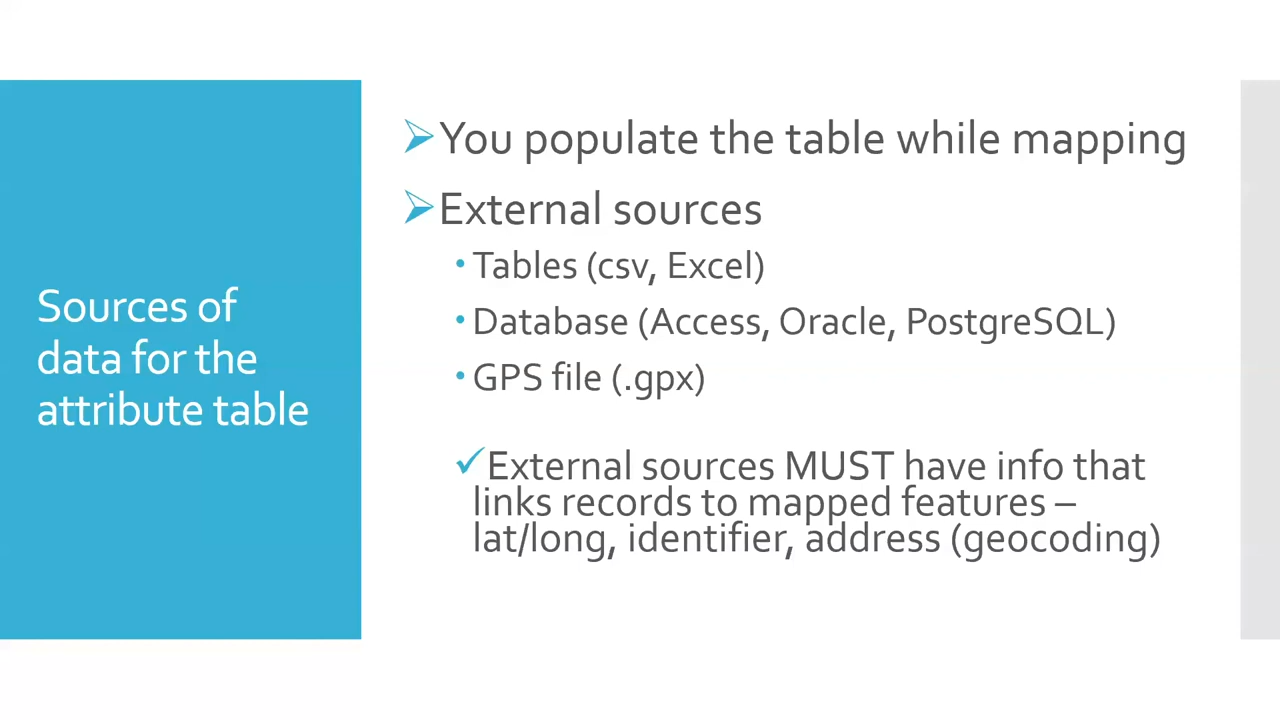 Sources of
data for the
attribute table
You populate the table while mapping
External sources
Tables (csv, Excel)
Database (Access, Oracle, PostgreSQL)
GPS file (.gpx)
External sources MUST have info that
links records to mapped features –
lat/long, identifier, address (geocoding)